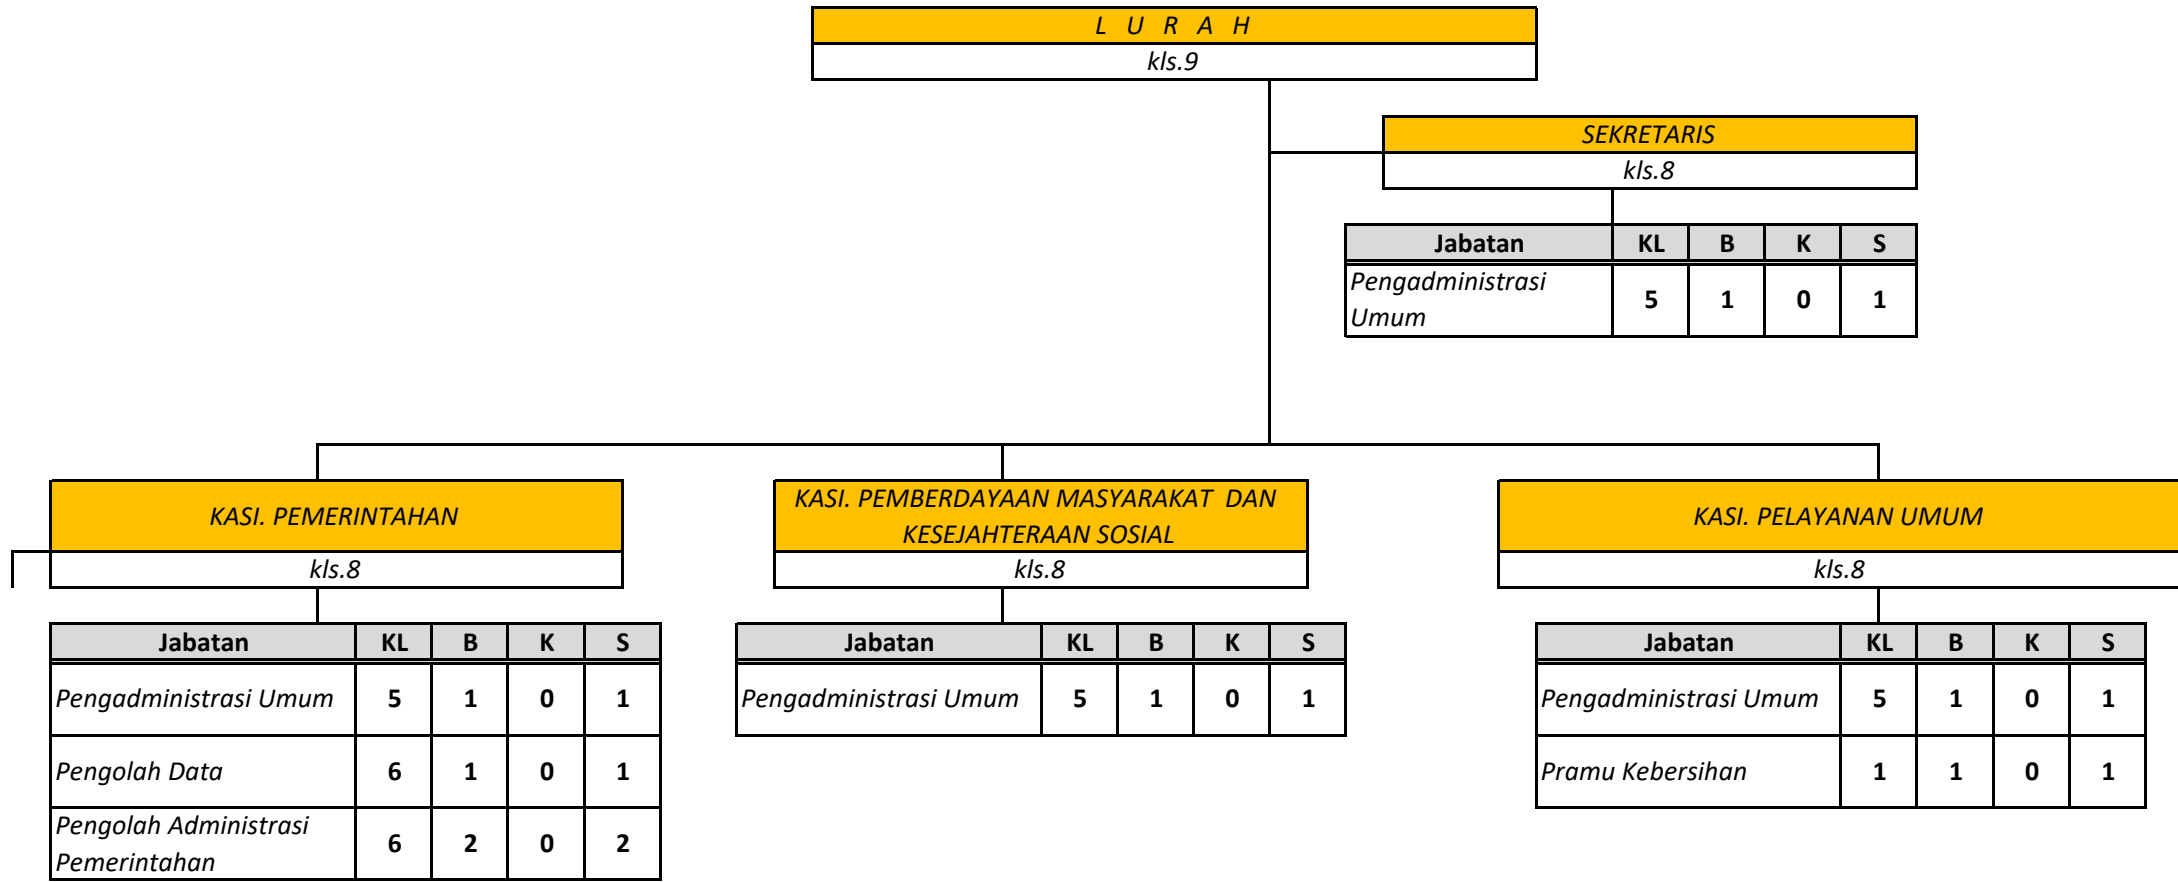 L U R A H
kls.9
SEKRETARIS
kls.8
Jabatan KL B K S
Pengadministrasi
Umum 5 1 0 1
KASI. PEMERINTAHAN
kls.8
Jabatan KL B K S
Pengadministrasi Umum 5 1 0 1
Pengolah Data 6 1 0 1
Pengolah Administrasi
Pemerintahan 6 2 0 2
KASI. PEMBERDAYAAN MASYARAKAT DAN
KESEJAHTERAAN SOSIAL
kls.8
Jabatan KL B K S
Pengadministrasi Umum 5 1 0 1
KASI. PELAYANAN UMUM
kls.8
Jabatan KL B K S
Pengadministrasi Umum 5 1 0 1
Pramu Kebersihan 1 1 0 1